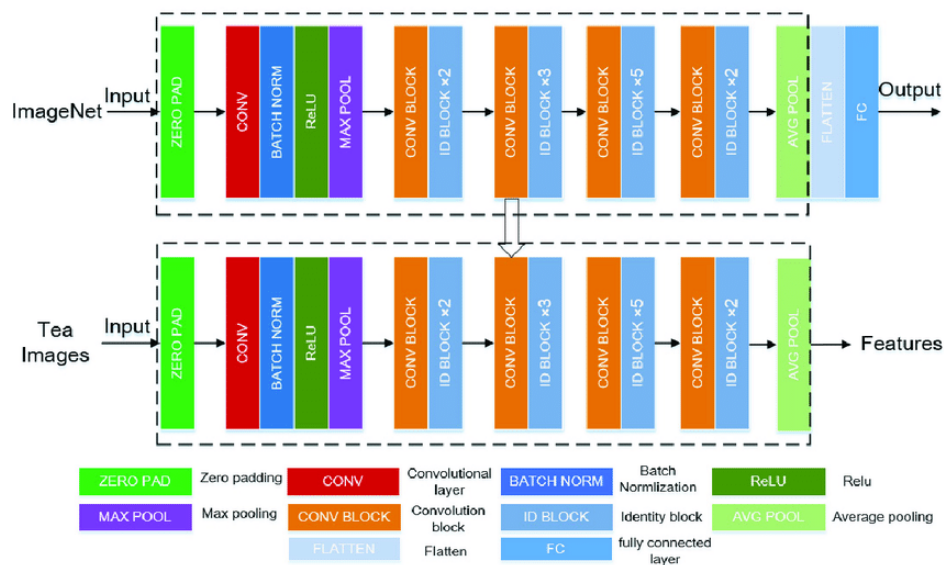 ImageNet
Input
ZERO PAD
CONV
BATCH NORM
ReLU
MAX POOL
CONV BLOCK
ID BLOCK ×2
CONV BLOCK
ID BLOCK ×3
CONV BLOCK
ID BLOCK ×5
CONV BLOCK
ID BLOCK ×2
AVG POOL
FLATTEN
FC
Output
Tea
Images
Input
ZERO PAD
CONV
BATCH NORM
ReLU
MAX POOL
CONV BLOCK
ID BLOCK ×2
CONV BLOCK
ID BLOCK ×3
CONV BLOCK
ID BLOCK ×5
CONV BLOCK
ID BLOCK ×2
AVG POOL
Features
ZERO PAD
Zero padding
CONV
Convolutional
layer
BATCH NORM
Batch
Normlization
ReLU
Relu
MAX POOL
Max pooling
CONV BLOCK
Convolution
block
ID BLOCK
Identity block
AVG POOL
Average pooling
FLATTEN
Flatten
FC
fully connected
layer